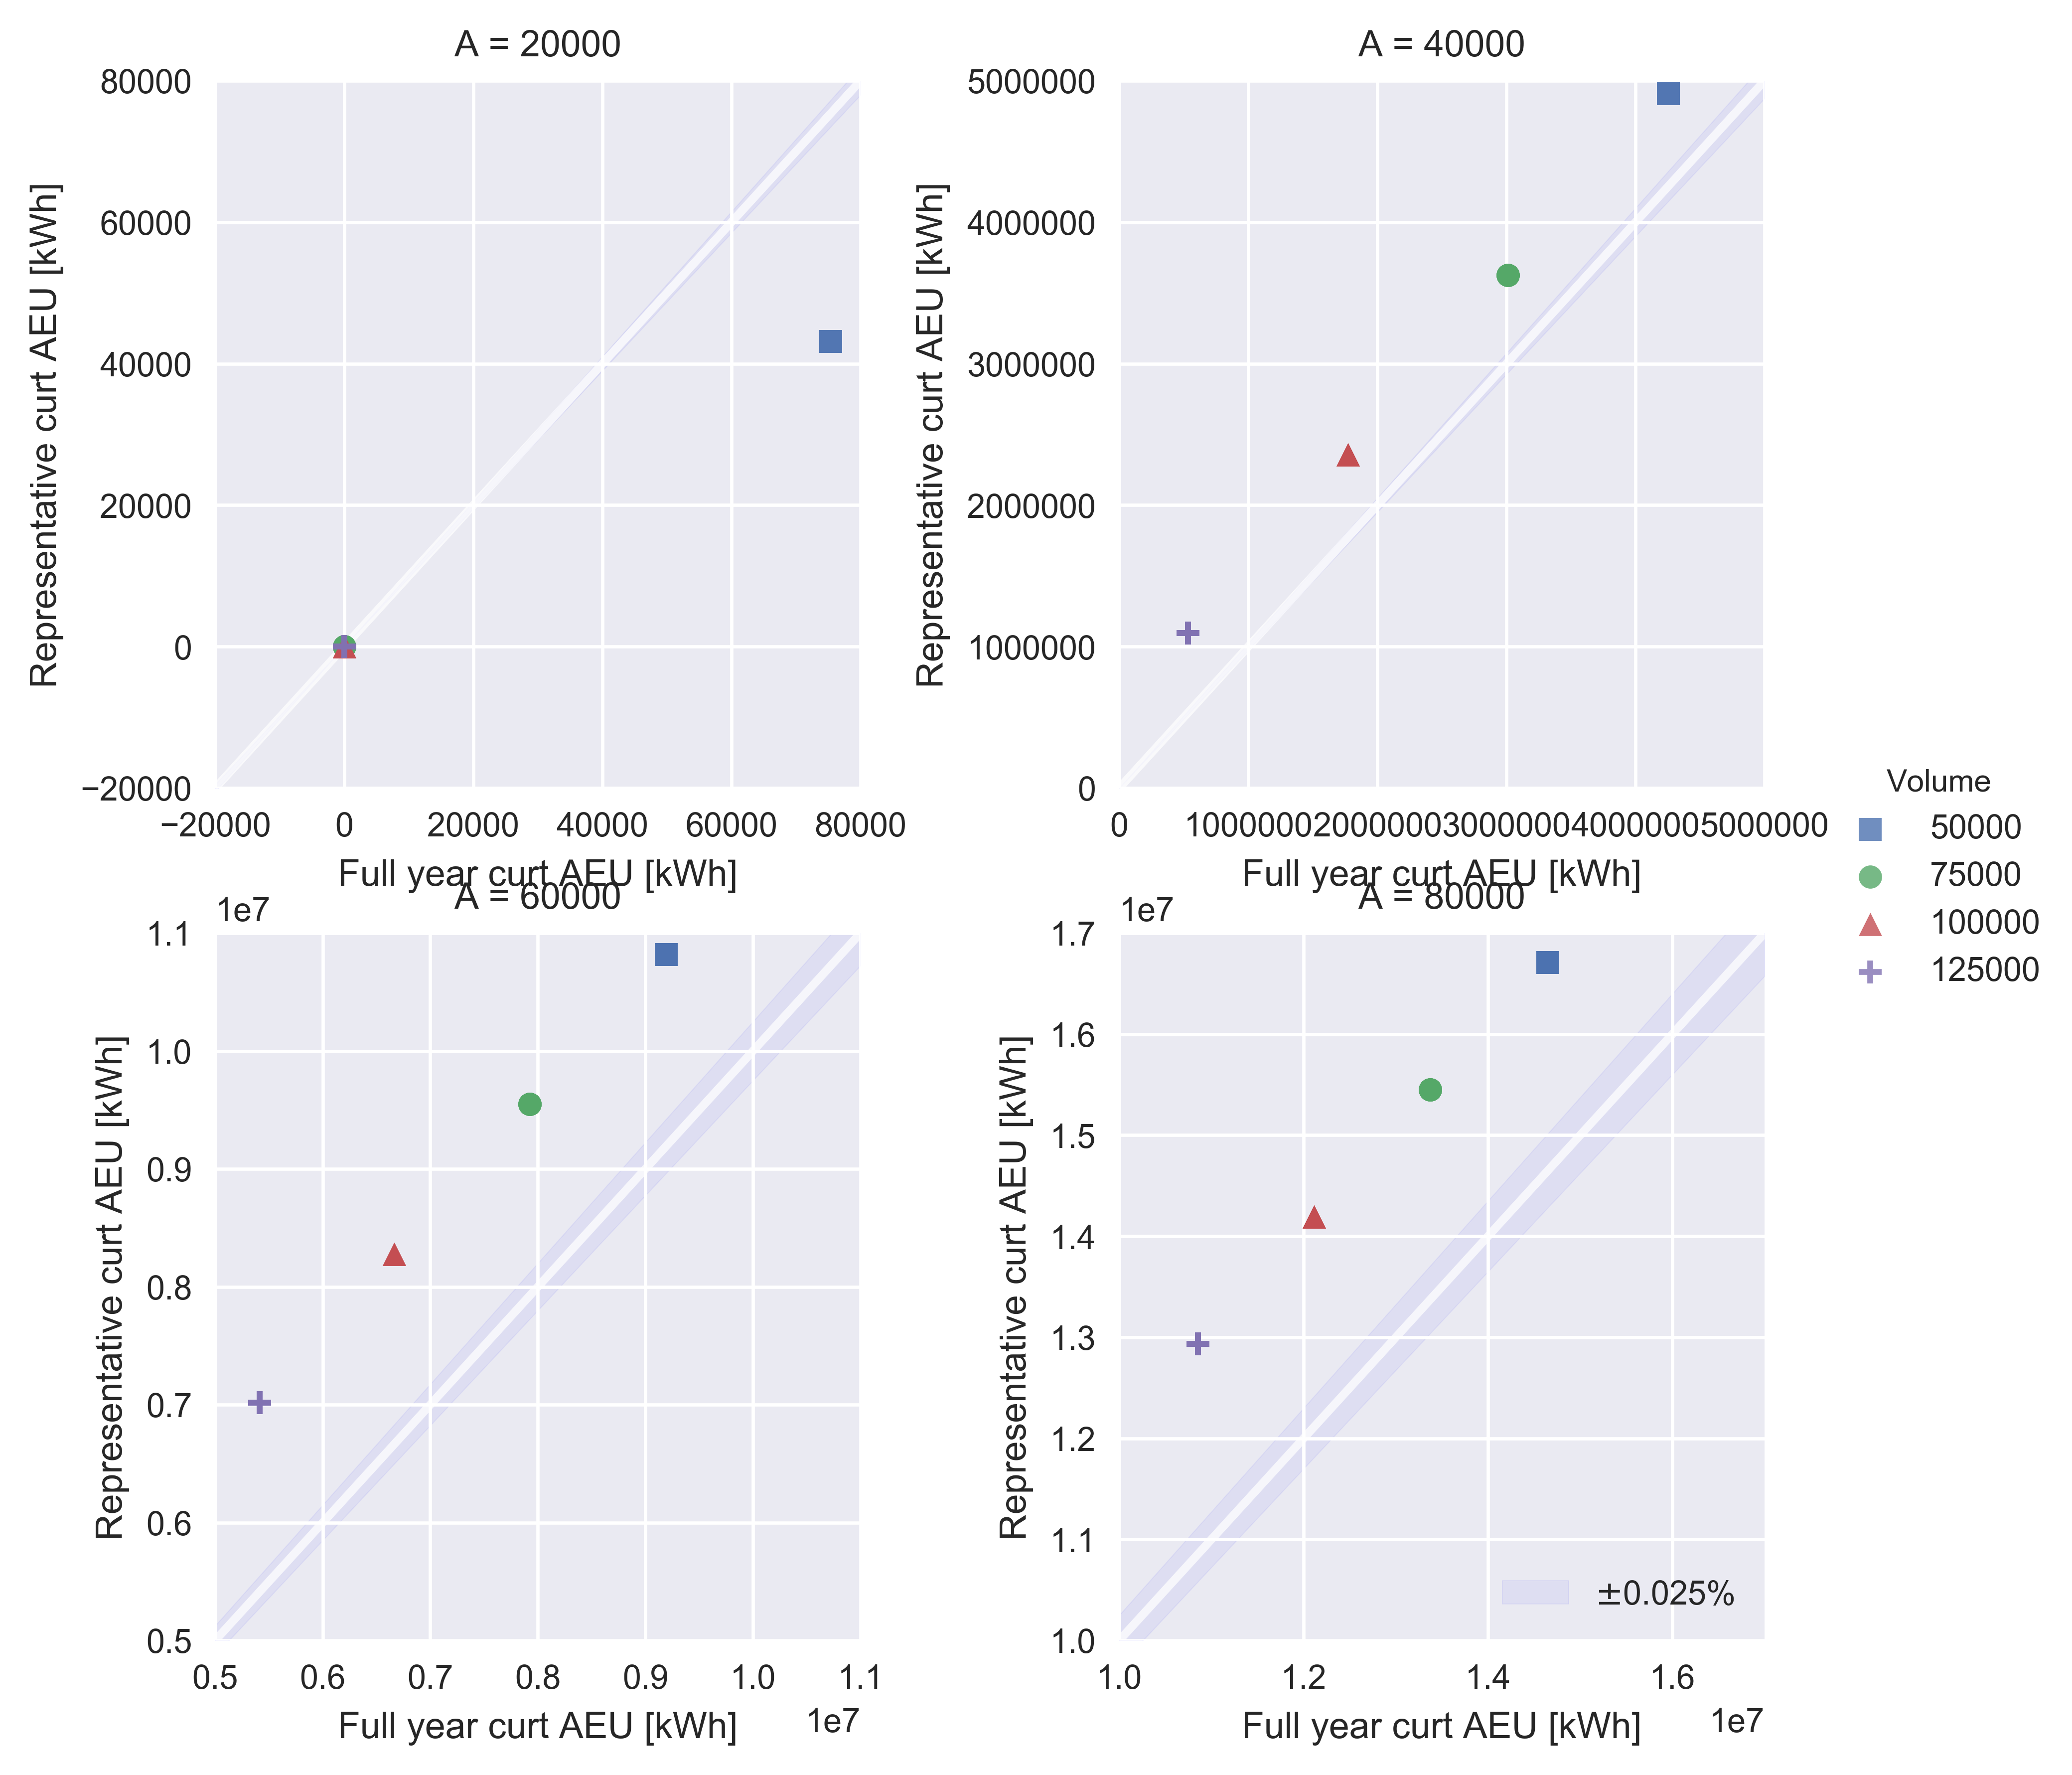 A = 20000
80000
60000
40000
20000
0
−20000
Representative curt AEU [kWh]
−20000 0 20000 40000 60000 80000
Full year curt AEU [kWh]
A = 40000
5000000
4000000
3000000
2000000
1000000
0
Representative curt AEU [kWh]
0 1000000 2000000 3000000 4000000 5000000
Full year curt AEU [kWh]
Volume
50000
75000
100000
125000
A = 60000
1e7
1.1
1.0
0.9
0.8
0.7
0.6
0.5
Representative curt AEU [kWh]
0.5 0.6 0.7 0.8 0.9 1.0 1.1
1e7
Full year curt AEU [kWh]
A = 80000
1e7
1.7
1.6
1.5
1.4
1.3
1.2
1.1
1.0
Representative curt AEU [kWh]
±0.025%
1.0 1.2 1.4 1.6
1e7
Full year curt AEU [kWh]